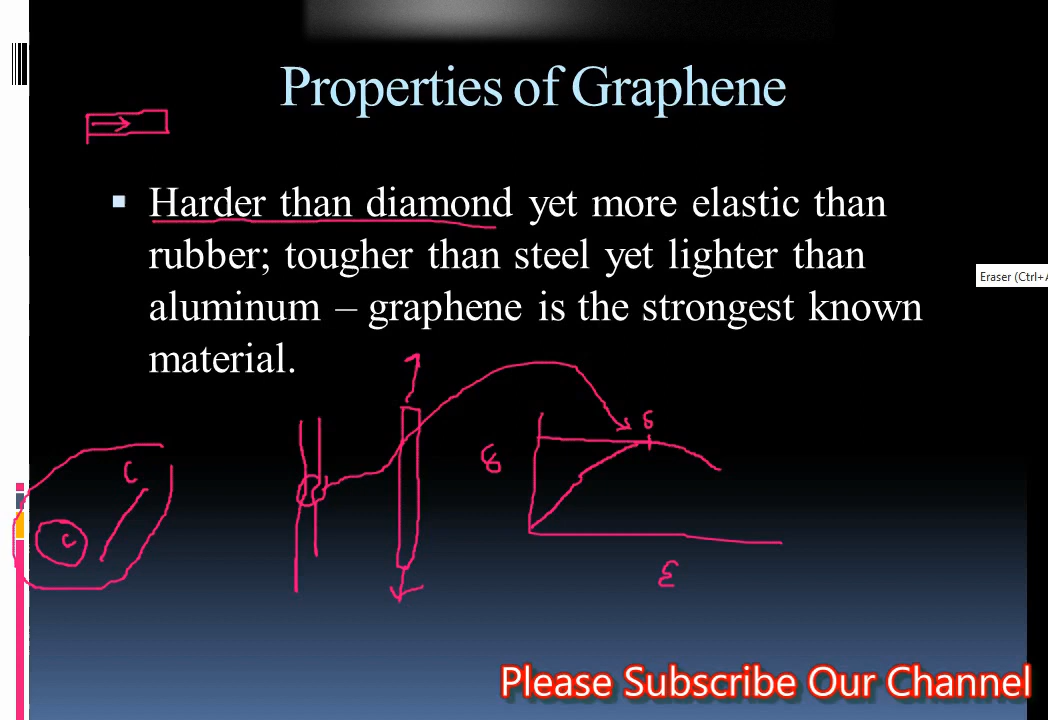 Properties of Graphene
Harder than diamond yet more elastic than
rubber; tougher than steel yet lighter than
aluminum – graphene is the strongest known
material.
Eraser (Ctrl+A
C
C
ε
Please Subscribe Our Channel